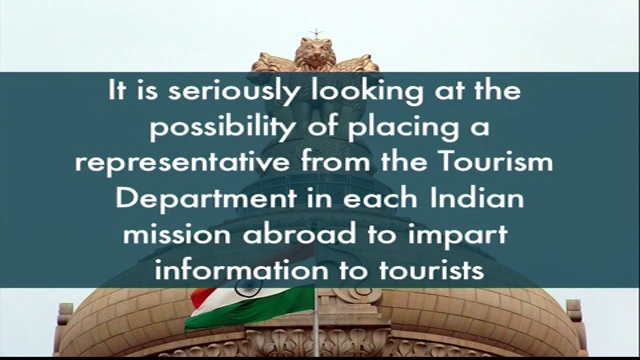 It is seriously looking at the
possibility of placing a
representative from the Tourism
Department in each Indian
mission abroad to impart
information to tourists